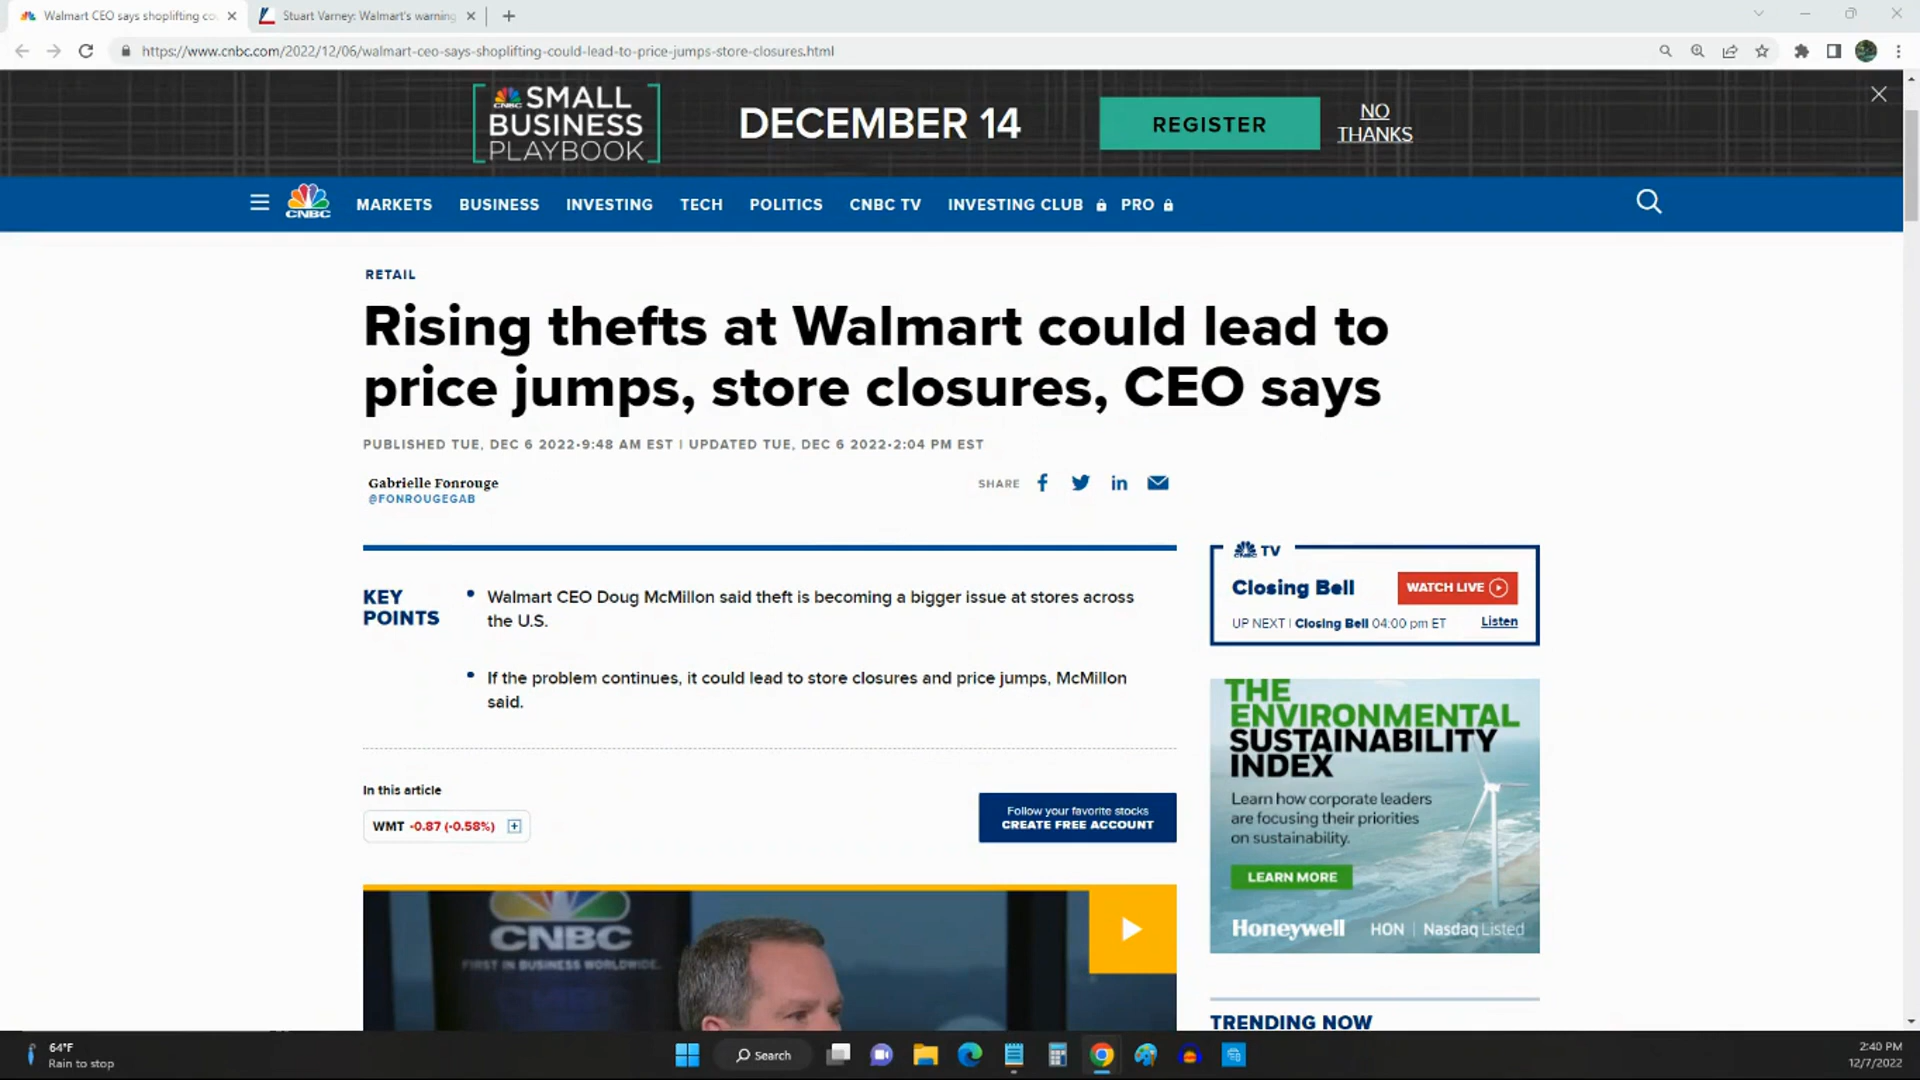 Walmart CEO says shoplifting co
Stuart Varney: Walmart's warning
https://www.cnbc.com/2022/12/06/walmart-ceo-says-shoplifting-could-lead-to-price-jumps-store-closures.html
CNBC SMALL
BUSINESS
PLAYBOOK
DECEMBER 14
REGISTER
NO
THANKS
CNBC
MARKETS BUSINESS INVESTING TECH POLITICS CNBC TV INVESTING CLUB PRO
RETAIL
Rising thefts at Walmart could lead to
price jumps, store closures, CEO says
PUBLISHED TUE, DEC 6 2022•9:48 AM EST | UPDATED TUE, DEC 6 2022•2:04 PM EST
Gabrielle Fonrouge
@FONROUGEGAB
SHARE
KEY
POINTS
Walmart CEO Doug McMillon said theft is becoming a bigger issue at stores across
the U.S.
If the problem continues, it could lead to store closures and price jumps, McMillon
said.
In this article
WMT -0.87 (-0.58%)
Follow your favorite stocks
CREATE FREE ACCOUNT
CNBC
FIRST IN BUSINESS WORLDWIDE.
CNBC TV
Closing Bell
WATCH LIVE
UP NEXT | Closing Bell 04:00 pm ET
Listen
THE
ENVIRONMENTAL
SUSTAINABILITY
INDEX
Learn how corporate leaders
are focusing their priorities
on sustainability.
LEARN MORE
Honeywell HON | Nasdaq Listed
TRENDING NOW
64°F
Rain to stop
Search
2:40 PM
12/7/2022